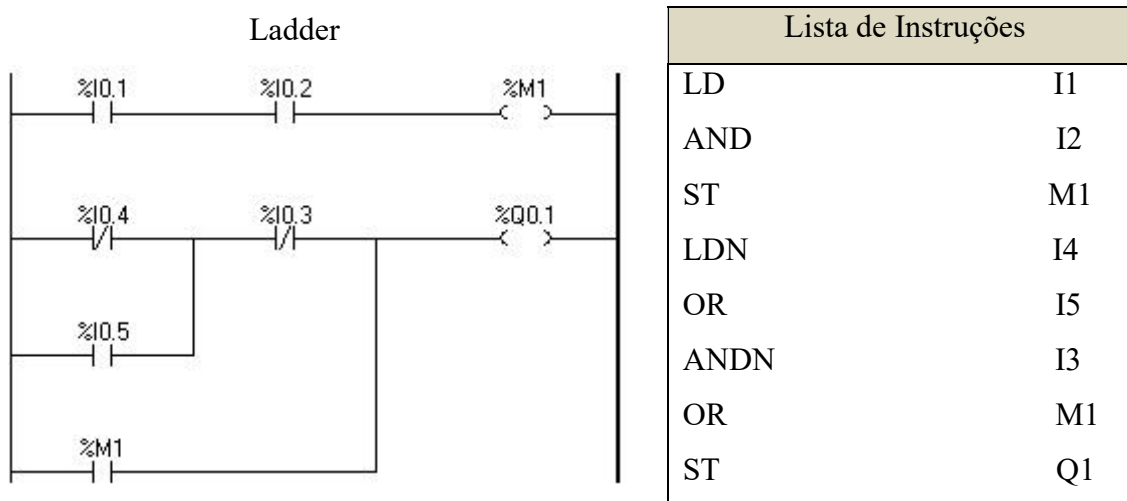 Ladder
%I0.1 %I0.2 %M1
%I0.4 %I0.3 %Q0.1
%I0.5
%M1
Lista de Instruções
LD I1
AND I2
ST M1
LDN I4
OR I5
ANDN I3
OR M1
ST Q1